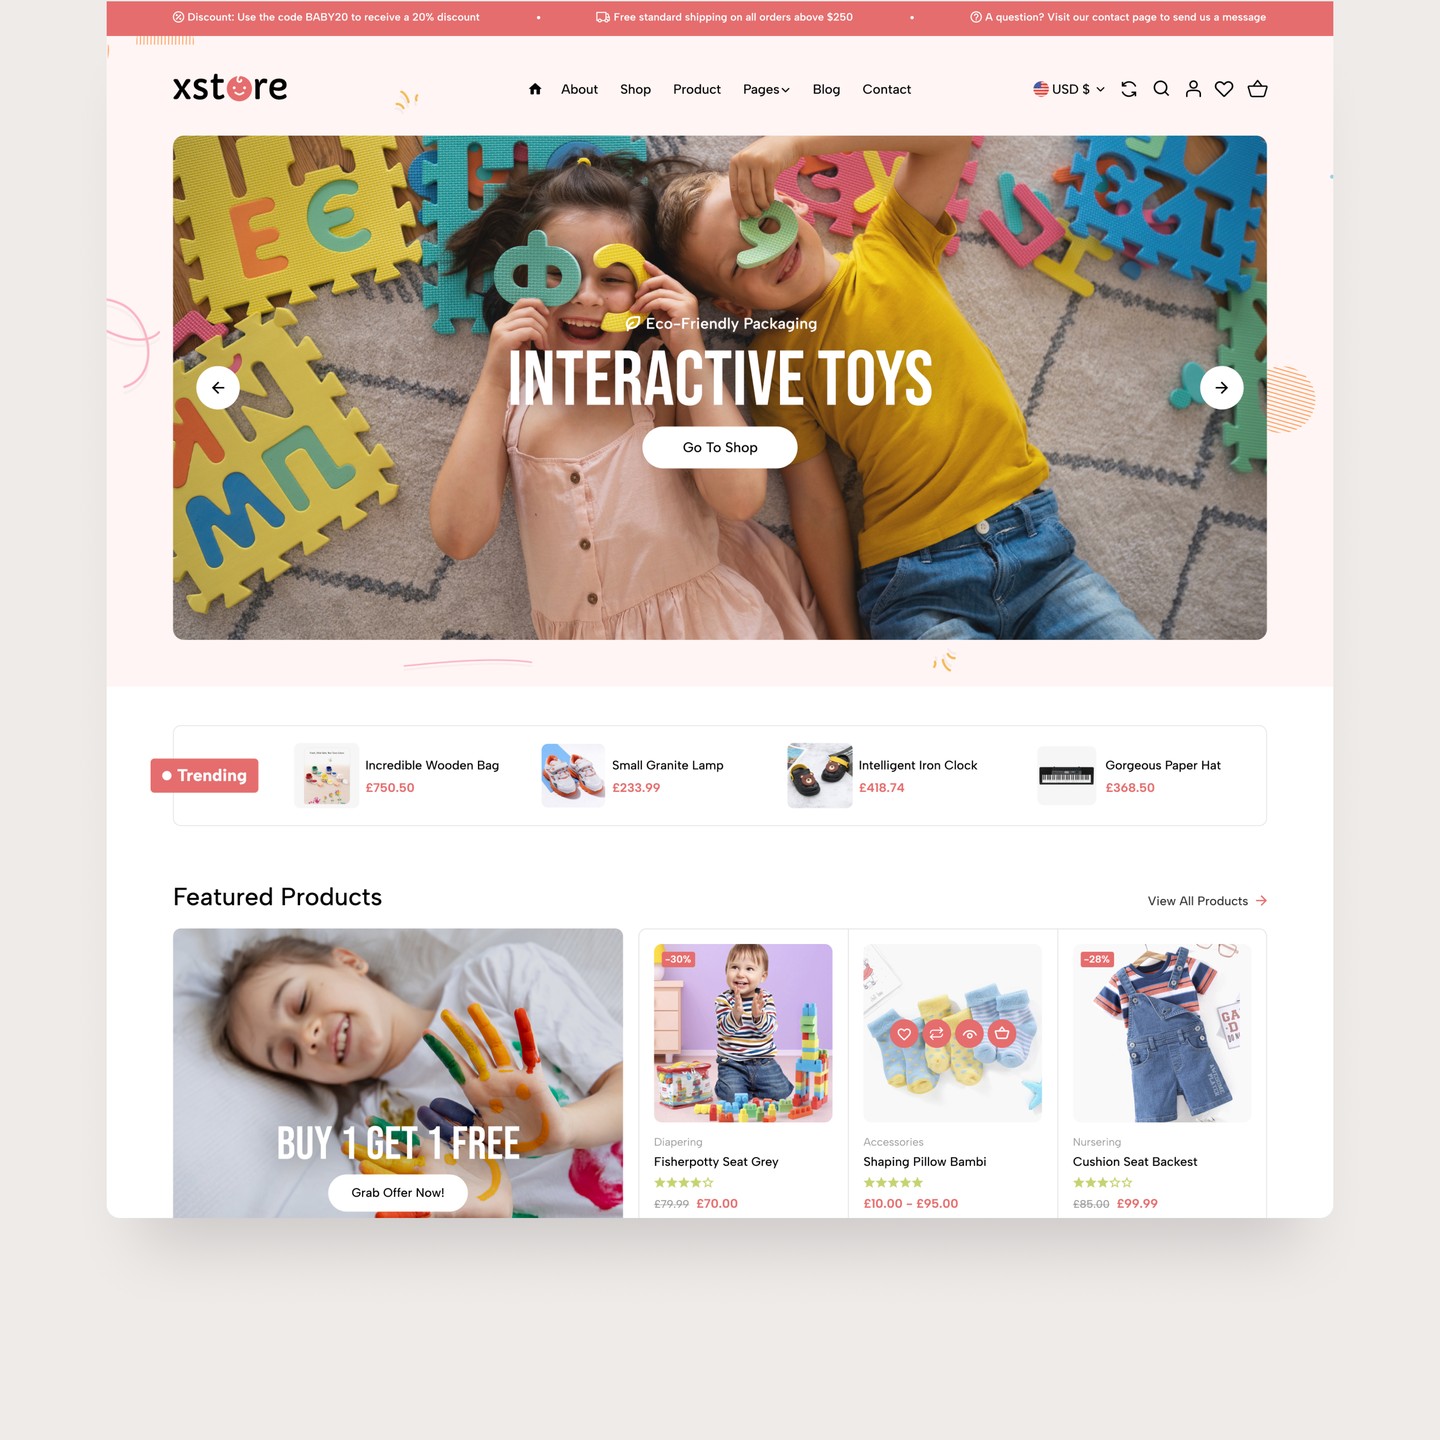 Discount: Use the code BABY20 to receive a 20% discount • Free standard shipping on all orders above $250 • A question? Visit our contact page to send us a message
xstore
About Shop Product Pages Blog Contact
USD $
Eco-Friendly Packaging
INTERACTIVE TOYS
Go To Shop
Trending
Incredible Wooden Bag
£750.50
Small Granite Lamp
£233.99
Intelligent Iron Clock
£418.74
Gorgeous Paper Hat
£368.50
Featured Products
View All Products
BUY 1 GET 1 FREE
Grab Offer Now!
-30%
Diapering
Fisherpotty Seat Grey
£79.99 £70.00
Accessories
Shaping Pillow Bambi
£10.00 - £95.00
-28%
Nursering
Cushion Seat Backest
£85.00 £99.99